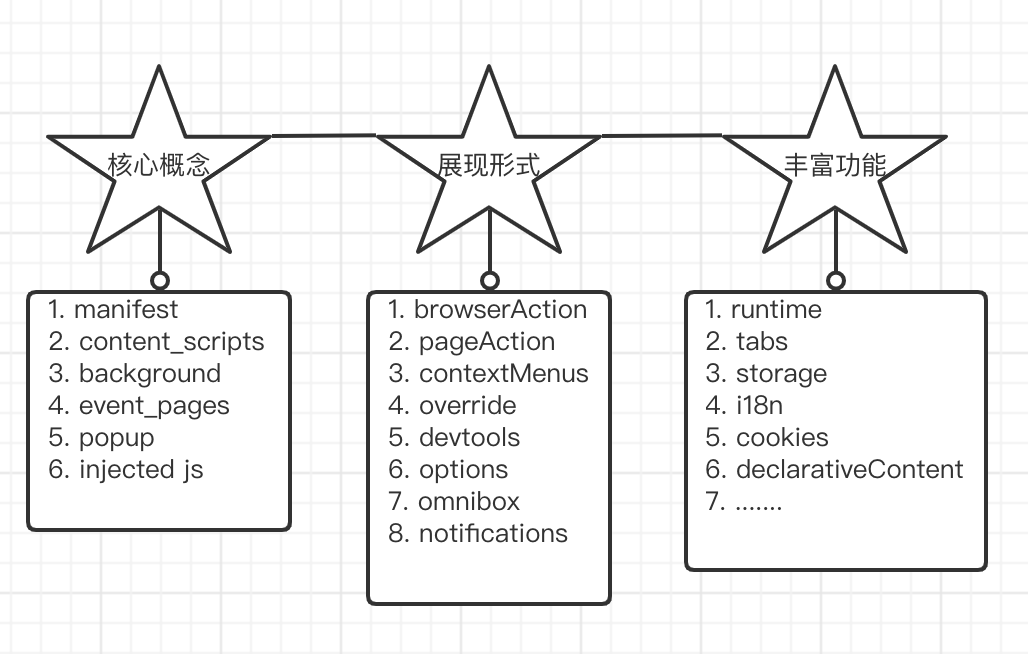 核心概念
展现形式
丰富功能
1. manifest
2. content_scripts
3. background
4. event_pages
5. popup
6. injected js
1. browserAction
2. pageAction
3. contextMenus
4. override
5. devtools
6. options
7. omnibox
8. notifications
1. runtime
2. tabs
3. storage
4. i18n
5. cookies
6. declarativeContent
7. .......